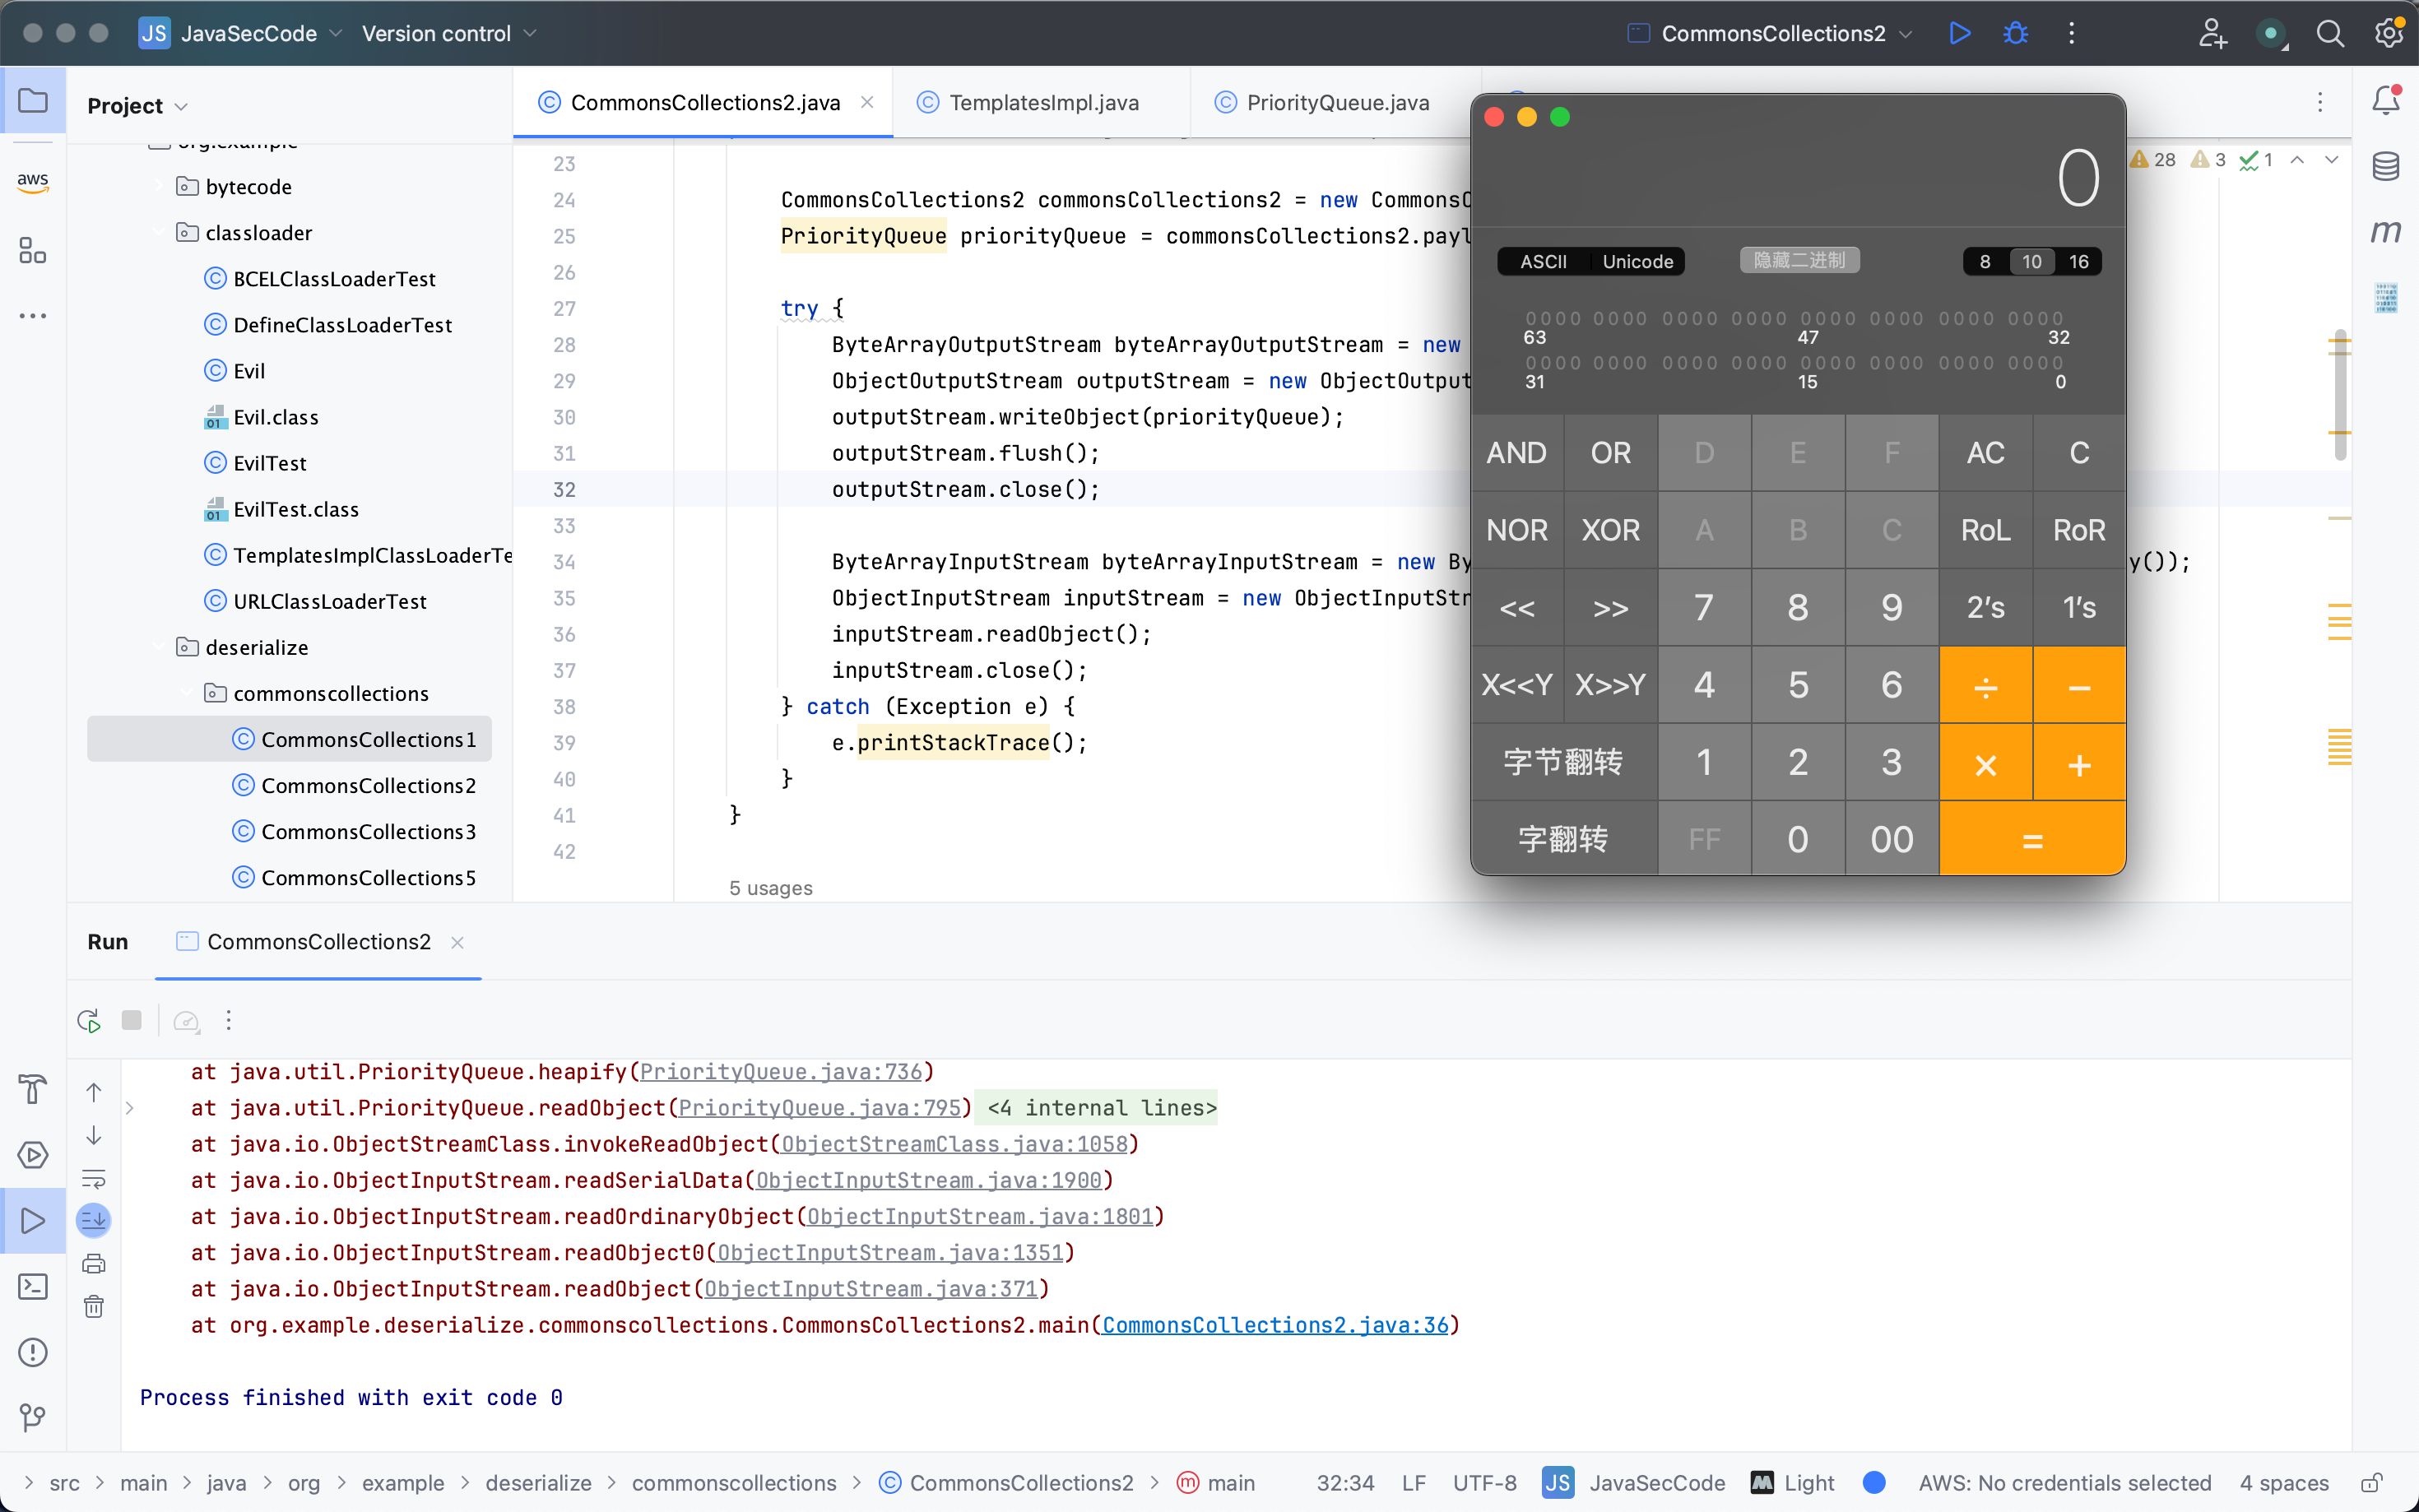 JS JavaSecCode Version control CommonsCollections2
Project
CommonsCollections2.java TemplatesImpl.java PriorityQueue.java
org.example
aws
bytecode
classloader
BCELClassLoaderTest
DefineClassLoaderTest
Evil
Evil.class
EvilTest
EvilTest.class
TemplatesImplClassLoaderTe
URLClassLoaderTest
deserialize
commonscollections
CommonsCollections1
CommonsCollections2
CommonsCollections3
CommonsCollections5
28 3 1
23
24 CommonsCollections2 commonsCollections2 = new CommonsC
25 PriorityQueue priorityQueue = commonsCollections2.payl
26
27 try {
28 ByteArrayOutputStream byteArrayOutputStream = new
29 ObjectOutputStream outputStream = new ObjectOutput
30 outputStream.writeObject(priorityQueue);
31 outputStream.flush();
32 outputStream.close();
33
34 ByteArrayInputStream byteArrayInputStream = new By y());
35 ObjectInputStream inputStream = new ObjectInputStr
36 inputStream.readObject();
37 inputStream.close();
38 } catch (Exception e) {
39 e.printStackTrace();
40 }
41 }
42
5 usages
0
ASCII Unicode 隐藏二进制 8 10 16
0000 0000 0000 0000 0000 0000 0000 0000
63 47 32
0000 0000 0000 0000 0000 0000 0000 0000
31 15 0
AND OR D E F AC C
NOR XOR A B C RoL RoR
<< >> 7 8 9 2's 1's
X<<Y X>>Y 4 5 6 ÷ −
字节翻转 1 2 3 × +
字翻转 FF 0 00 =
Run CommonsCollections2
at java.util.PriorityQueue.heapify(PriorityQueue.java:736)
at java.util.PriorityQueue.readObject(PriorityQueue.java:795) <4 internal lines>
at java.io.ObjectStreamClass.invokeReadObject(ObjectStreamClass.java:1058)
at java.io.ObjectInputStream.readSerialData(ObjectInputStream.java:1900)
at java.io.ObjectInputStream.readOrdinaryObject(ObjectInputStream.java:1801)
at java.io.ObjectInputStream.readObject0(ObjectInputStream.java:1351)
at java.io.ObjectInputStream.readObject(ObjectInputStream.java:371)
at org.example.deserialize.commonscollections.CommonsCollections2.main(CommonsCollections2.java:36)
Process finished with exit code 0
src > main > java > org > example > deserialize > commonscollections > CommonsCollections2 > main 32:34 LF UTF-8 JS JavaSecCode Light AWS: No credentials selected 4 spaces